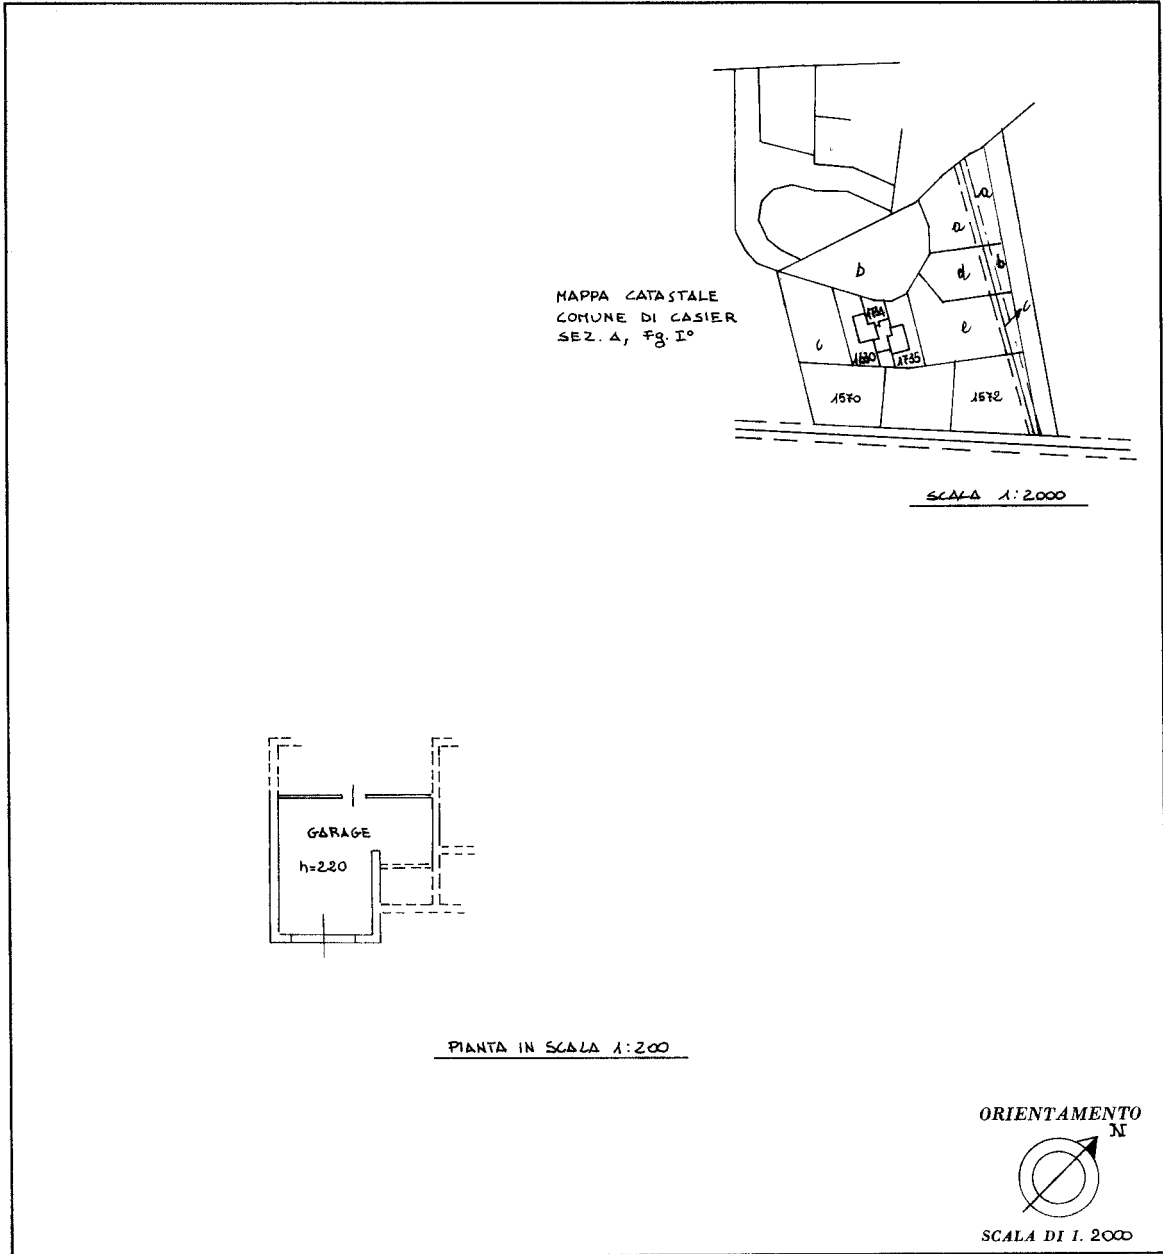 a
a
b
d
b
c
e
c
1630
1735
1570
1572
MAPPA CATASTALE
COMUNE DI CASIER
SEZ. A, Fg. I°
SCALA 1:2000
GARAGE
h=220
PIANTA IN SCALA 1:200
ORIENTAMENTO
N
SCALA DI 1. 2000